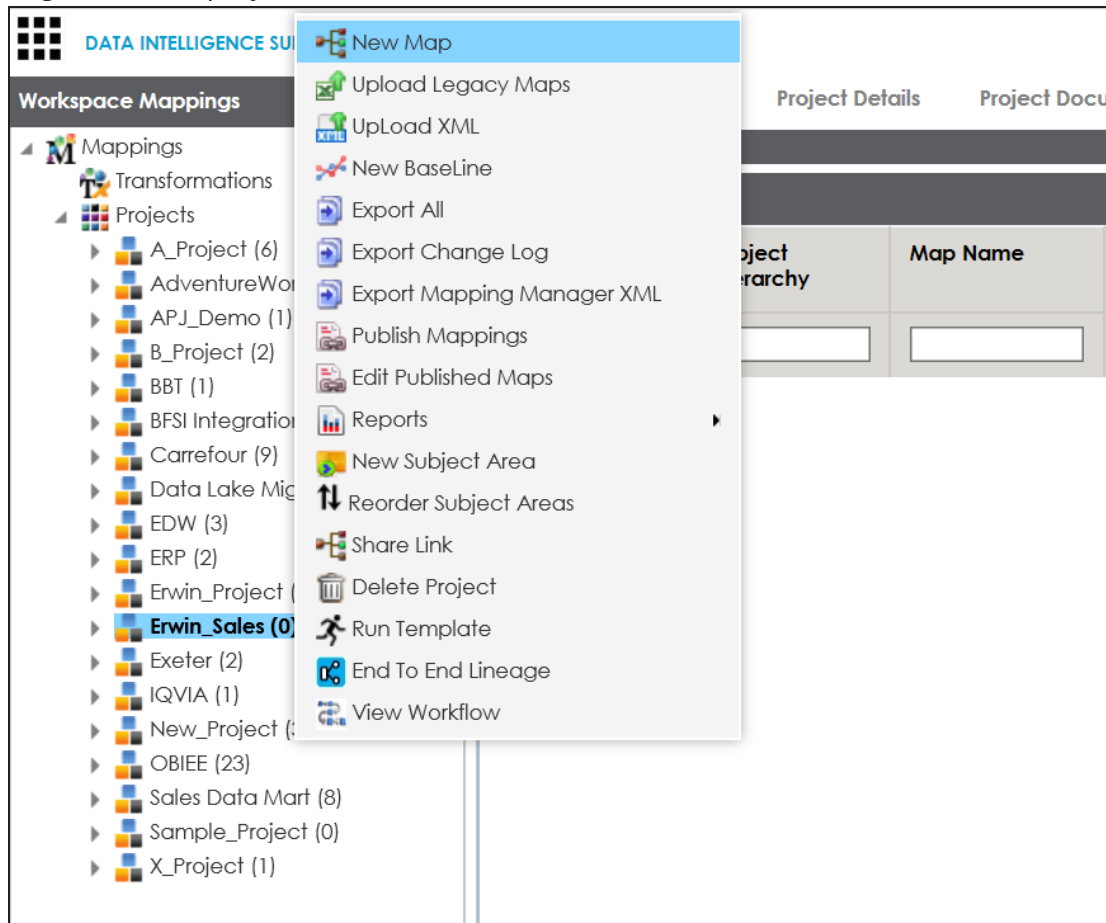 DATA INTELLIGENCE SUI
Workspace Mappings
Mappings
Transformations
Projects
A_Project (6)
AdventureWor
APJ_Demo (1)
B_Project (2)
BBT (1)
BFSI Integration
Carrefour (9)
Data Lake Mig
EDW (3)
ERP (2)
Erwin_Project (
Erwin_Sales (0)
Exeter (2)
IQVIA (1)
New_Project (3
OBIEE (23)
Sales Data Mart (8)
Sample_Project (0)
X_Project (1)
New Map
Upload Legacy Maps
UpLoad XML
New BaseLine
Export All
Export Change Log
Export Mapping Manager XML
Publish Mappings
Edit Published Maps
Reports
New Subject Area
Reorder Subject Areas
Share Link
Delete Project
Run Template
End To End Lineage
View Workflow
Project Details Project Docu
oject
erarchy
Map Name